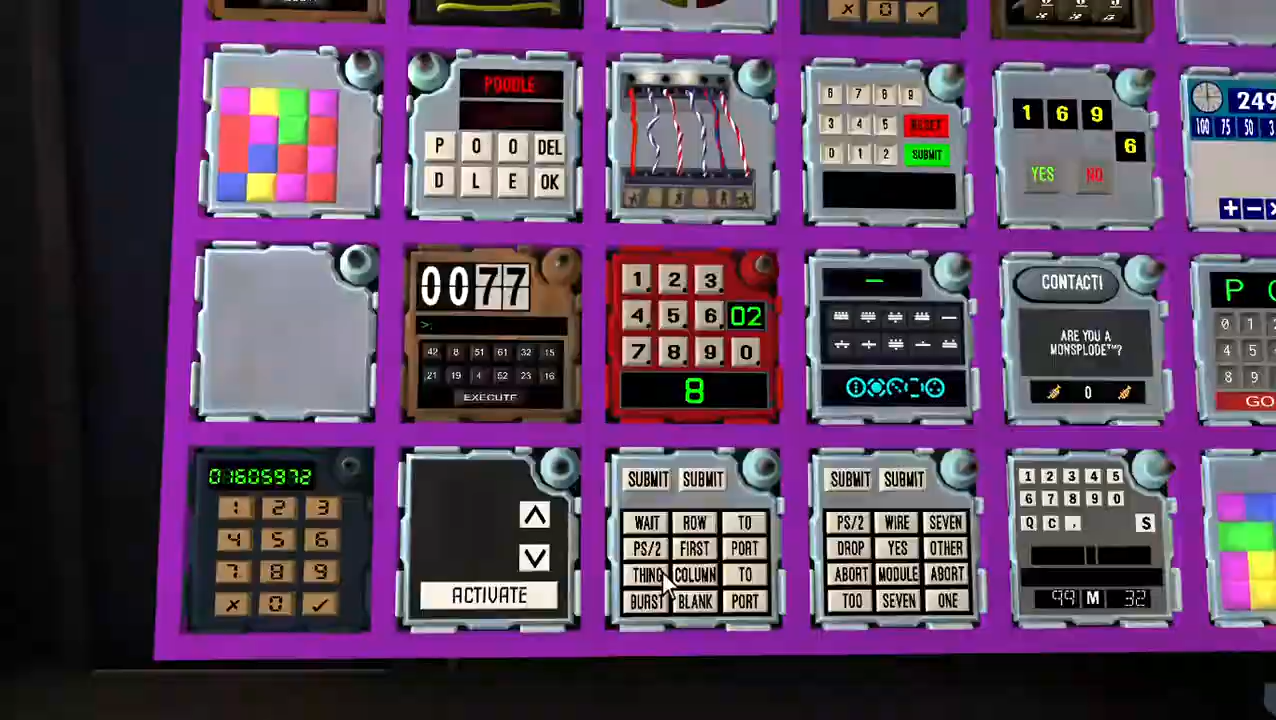 X 0 ✓
POODLE
P O O DEL
D L E OK
6 7 8 9
3 4 5 RESET
0 1 2 SUBMIT
1 6 9
6
YES NO
249
100 75 50
+ −
0077
>:
42 8 51 61 32 15
21 19 4 52 23 16
EXECUTE
1. 2. 3.
4. 5. 6. 02
7. 8. 9. 0.
8
CONTACT!
ARE YOU A
MONSPLODE™?
0
P
0 1
4 5
8 9
GO
01605972
1 2 3
4 5 6
7 8 9
X 0 ✓
ACTIVATE
SUBMIT SUBMIT
WAIT ROW TO
PS/2 FIRST PORT
THING COLUMN TO
BURST BLANK PORT
SUBMIT SUBMIT
PS/2 WIRE SEVEN
DROP YES OTHER
ABORT MODULE ABORT
TOO SEVEN ONE
1 2 3 4 5
6 7 8 9 0
Q C , S
99 M 32